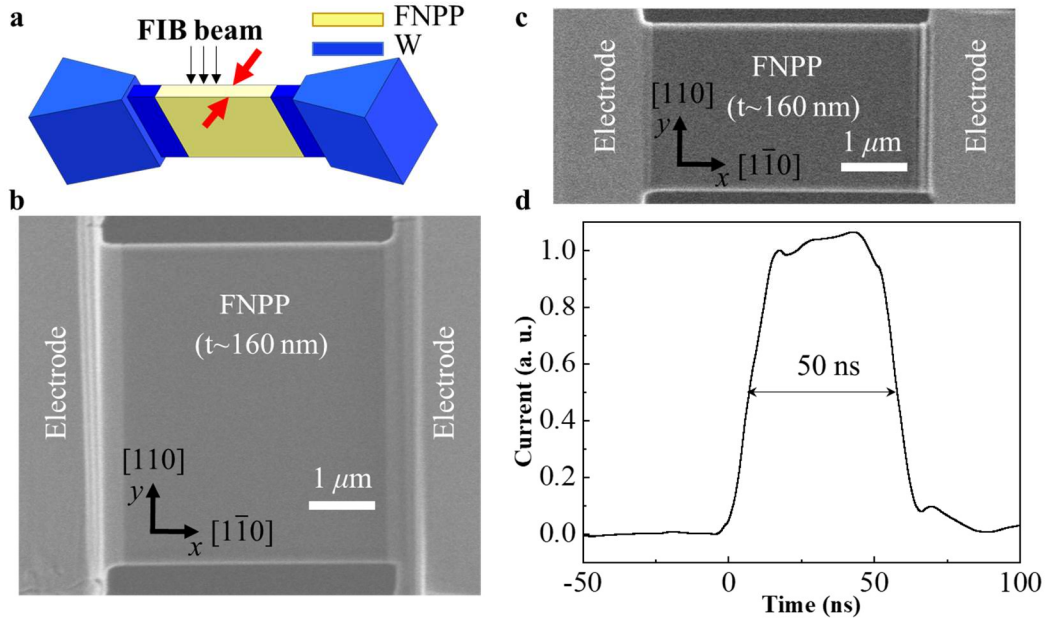 a
FIB beam
FNPP
W
b
Electrode
FNPP
(t~160 nm)
Electrode
[110]
y
x
[11̅0]
1 μm
c
Electrode
FNPP
(t~160 nm)
Electrode
[110]
y
x
[11̅0]
1 μm
d
Current (a. u.)
1.0
0.8
0.6
0.4
0.2
0.0
50 ns
-50
0
50
100
Time (ns)